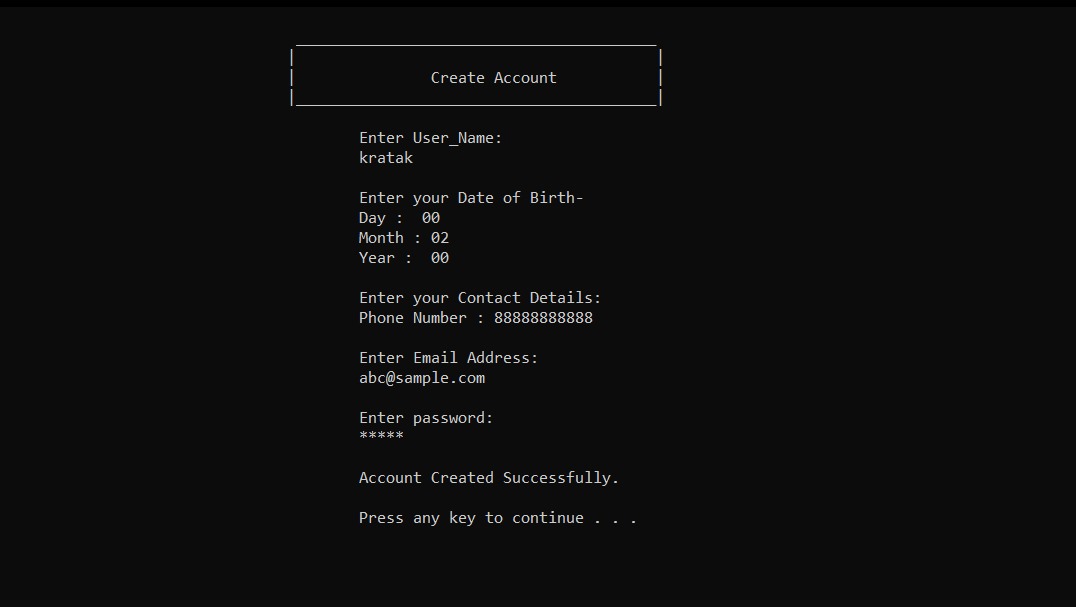 Create Account
Enter User_Name:
kratak
Enter your Date of Birth-
Day :  00
Month : 02
Year :  00
Enter your Contact Details:
Phone Number : 88888888888
Enter Email Address:
abc@sample.com
Enter password:
*****
Account Created Successfully.
Press any key to continue . . .